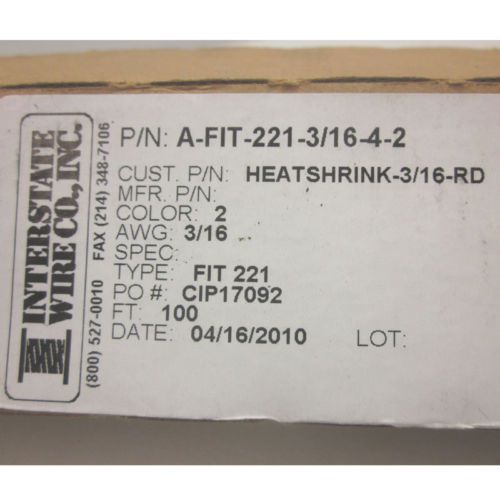 INTERSTATE
WIRE CO., INC.
(800) 527-0010 FAX (214) 348-7106
P/N: A-FIT-221-3/16-4-2
CUST. P/N: HEATSHRINK-3/16-RD
MFR. P/N:
COLOR: 2
AWG: 3/16
SPEC:
TYPE: FIT 221
PO #: CIP17092
FT: 100
DATE: 04/16/2010 LOT: